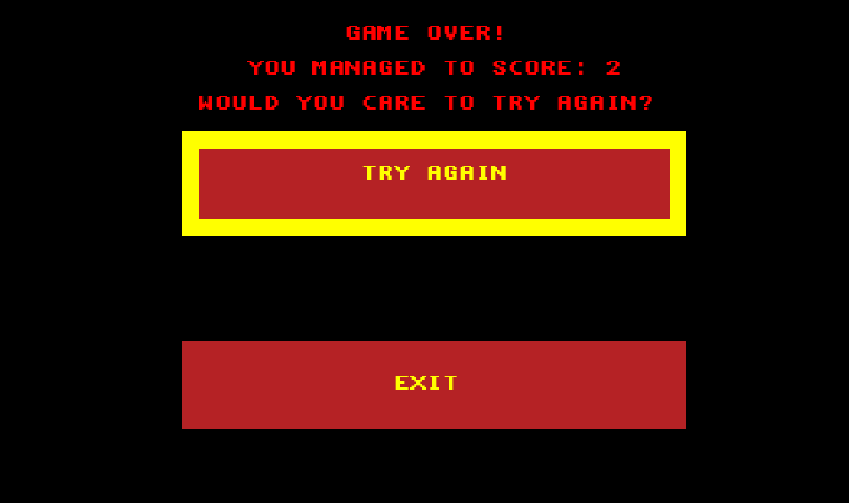 GAME OVER!
YOU MANAGED TO SCORE: 2
WOULD YOU CARE TO TRY AGAIN?
TRY AGAIN
EXIT